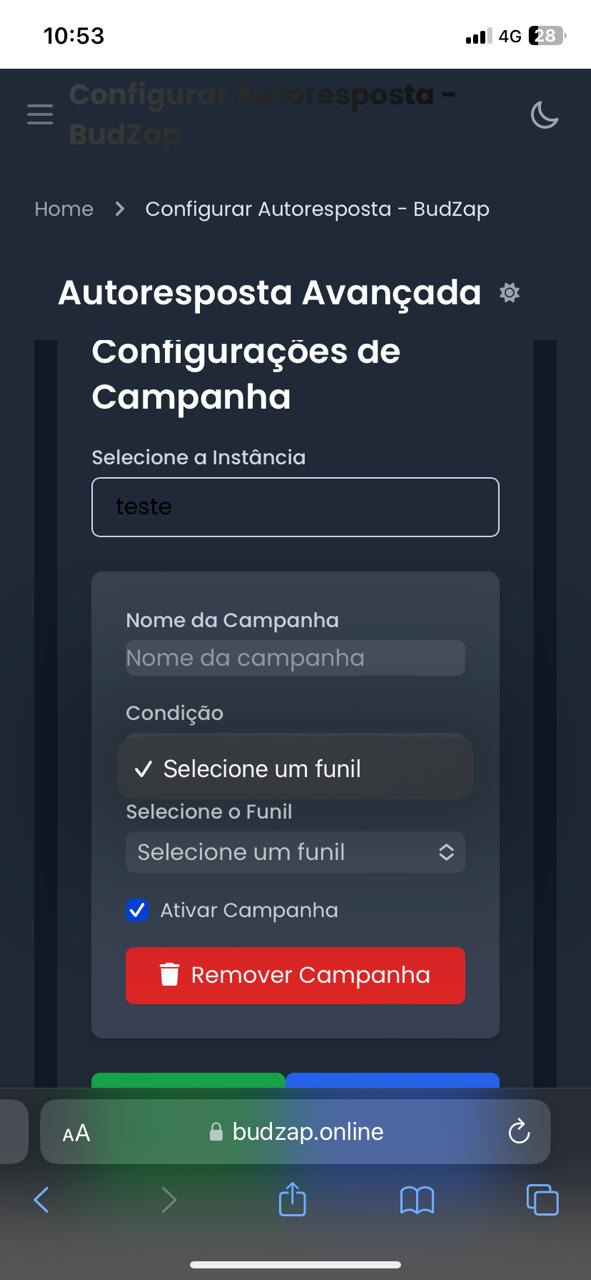 10:53
4G 28
Configurar Autoresposta -
BudZap
Home Configurar Autoresposta - BudZap
Autoresposta Avançada
Configurações de
Campanha
Selecione a Instância
teste
Nome da Campanha
Nome da campanha
Condição
✓ Selecione um funil
Selecione o Funil
Selecione um funil
Ativar Campanha
Remover Campanha
AA budzap.online